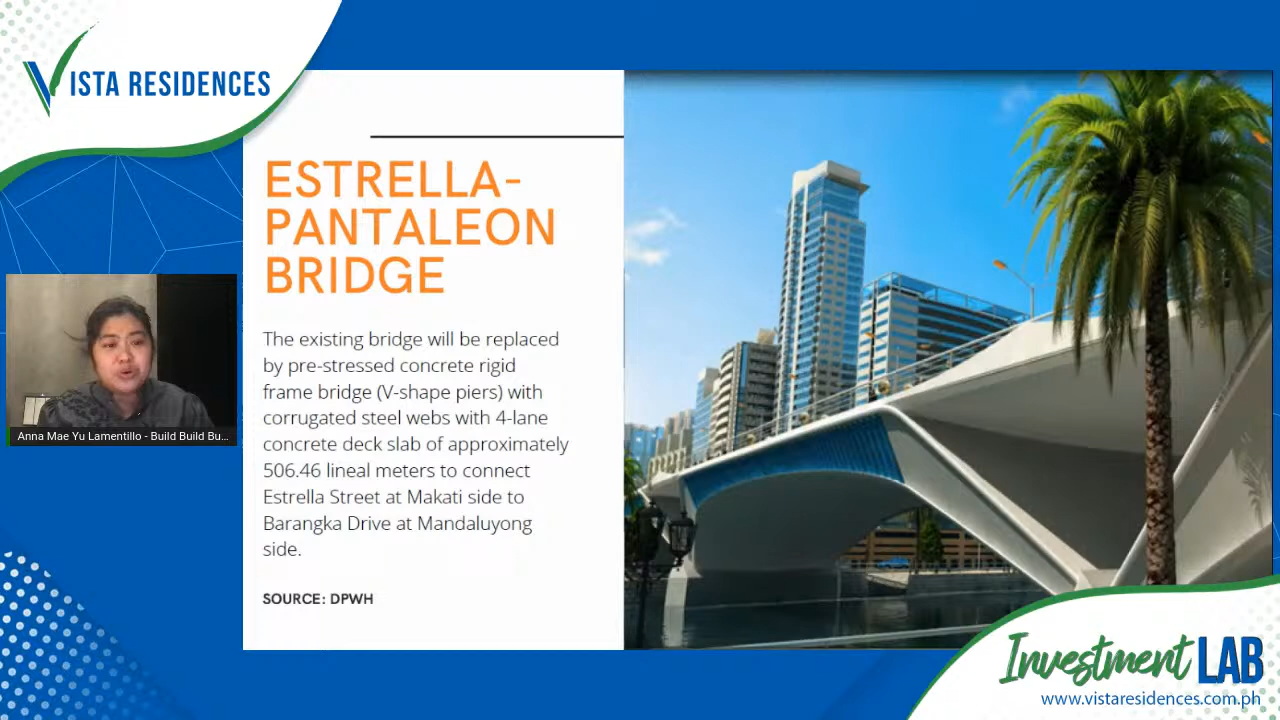 VISTA RESIDENCES
ESTRELLA-
PANTALEON
BRIDGE
The existing bridge will be replaced
by pre-stressed concrete rigid
frame bridge (V-shape piers) with
corrugated steel webs with 4-lane
concrete deck slab of approximately
506.46 lineal meters to connect
Estrella Street at Makati side to
Barangka Drive at Mandaluyong
side.
SOURCE: DPWH
Anna Mae Yu Lamentillo - Build Build Bu...
Investment LAB
www.vistaresidences.com.ph